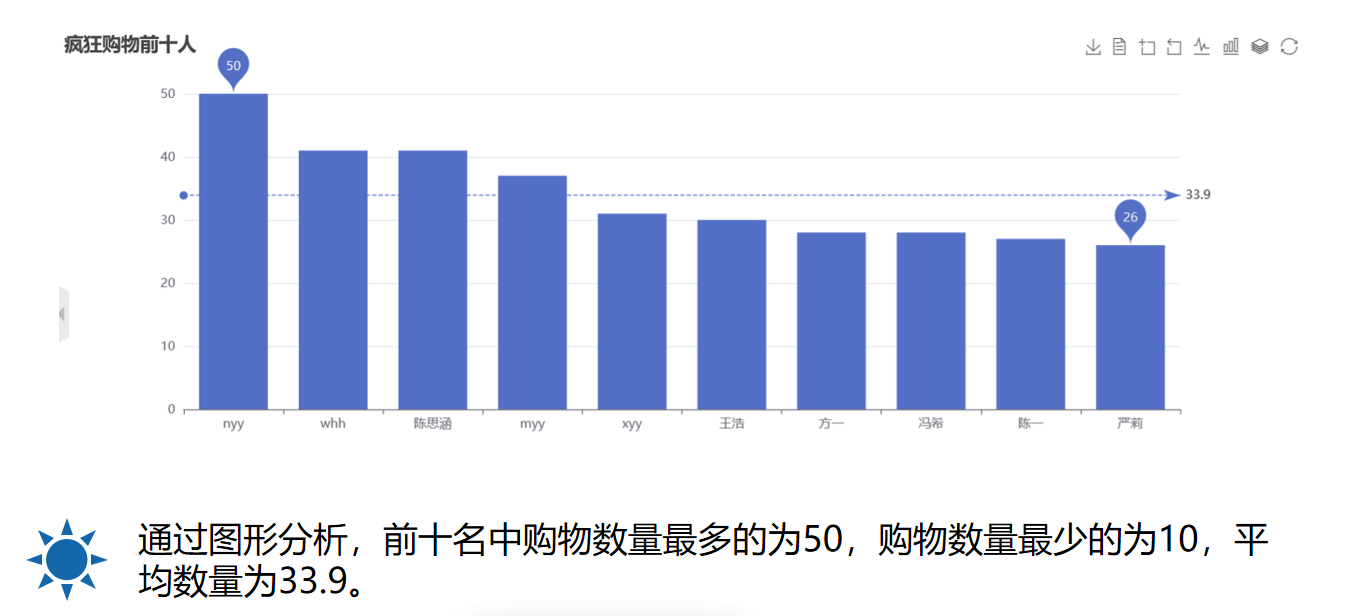 疯狂购物前十人
50
50
40
33.9
30
26
20
10
0
nyy whh 陈思涵 myy xyy 王浩 方一 冯希 陈一 严莉
通过图形分析，前十名中购物数量最多的为50，购物数量最少的为10，平
均数量为33.9。